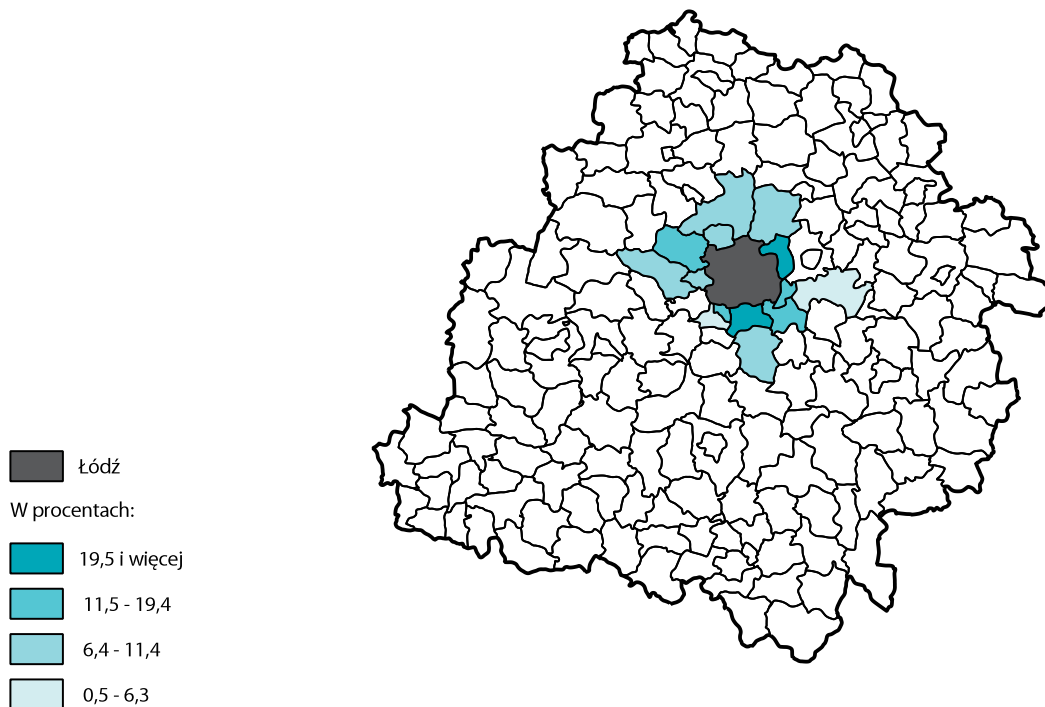 Łódź
W procentach:
19,5 i więcej
11,5 - 19,4
6,4 - 11,4
0,5 - 6,3